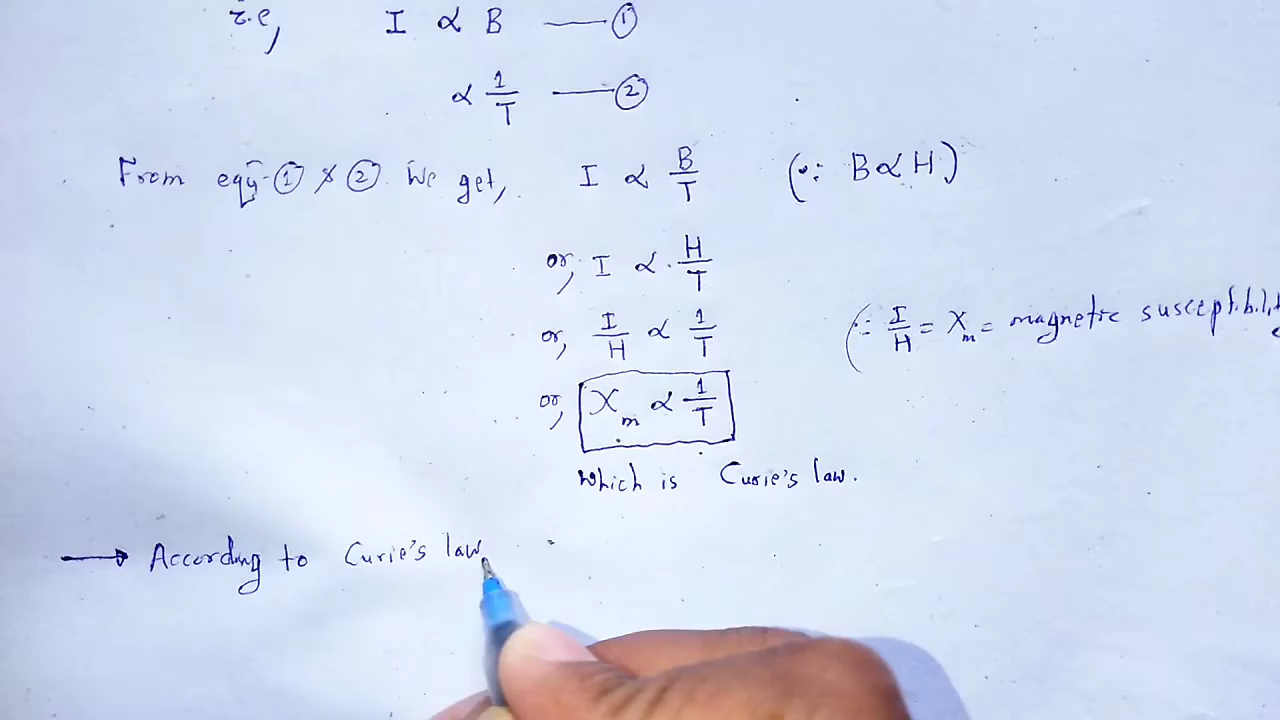 i.e, I ∝ B —— ①
∝ 1/T —— ②
From eqn ① & ② we get, I ∝ B/T (∵ B ∝ H)
or, I ∝ H/T
or, I/H ∝ 1/T (∵ I/H = χm = magnetic susceptibility
or, χm ∝ 1/T
which is Curie's law.
→ According to Curie's law